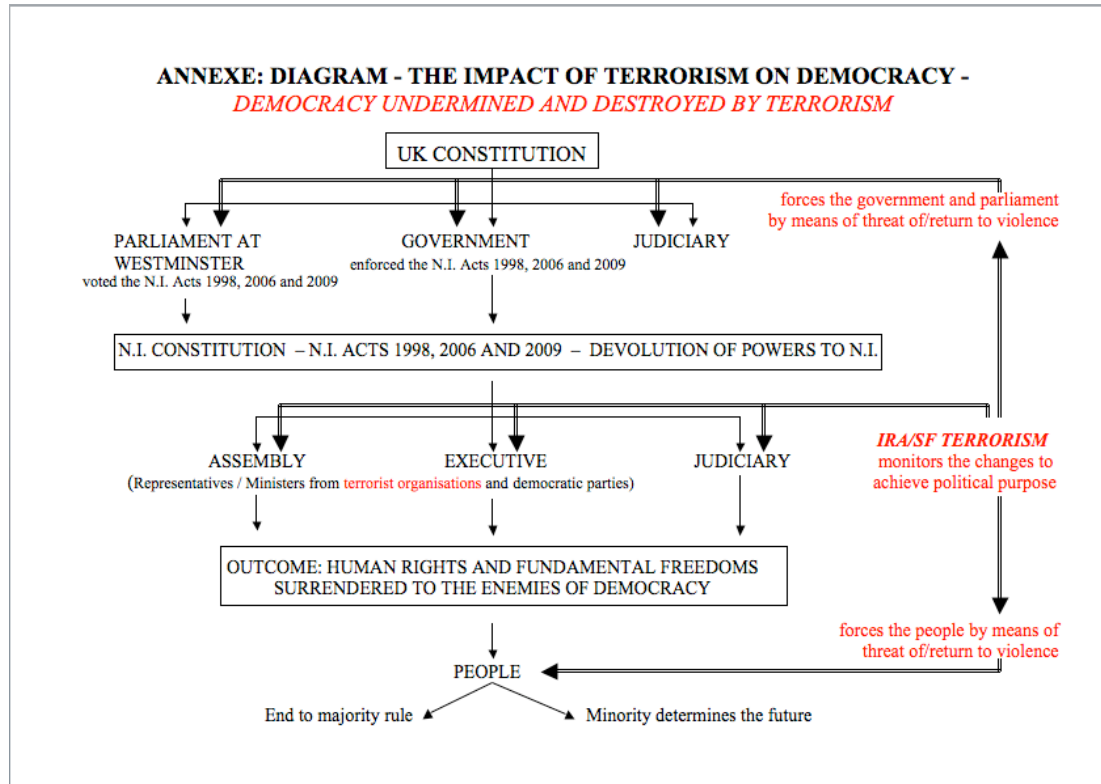 ANNEXE: DIAGRAM - THE IMPACT OF TERRORISM ON DEMOCRACY -
DEMOCRACY UNDERMINED AND DESTROYED BY TERRORISM
UK CONSTITUTION
forces the government and parliament
by means of threat of/return to violence
PARLIAMENT AT
WESTMINSTER
voted the N.I. Acts 1998, 2006 and 2009
GOVERNMENT
enforced the N.I. Acts 1998, 2006 and 2009
JUDICIARY
N.I. CONSTITUTION – N.I. ACTS 1998, 2006 AND 2009 – DEVOLUTION OF POWERS TO N.I.
IRA/SF TERRORISM
monitors the changes to
achieve political purpose
ASSEMBLY
EXECUTIVE
JUDICIARY
(Representatives / Ministers from terrorist organisations and democratic parties)
OUTCOME: HUMAN RIGHTS AND FUNDAMENTAL FREEDOMS
SURRENDERED TO THE ENEMIES OF DEMOCRACY
forces the people by means of
threat of/return to violence
PEOPLE
End to majority rule
Minority determines the future